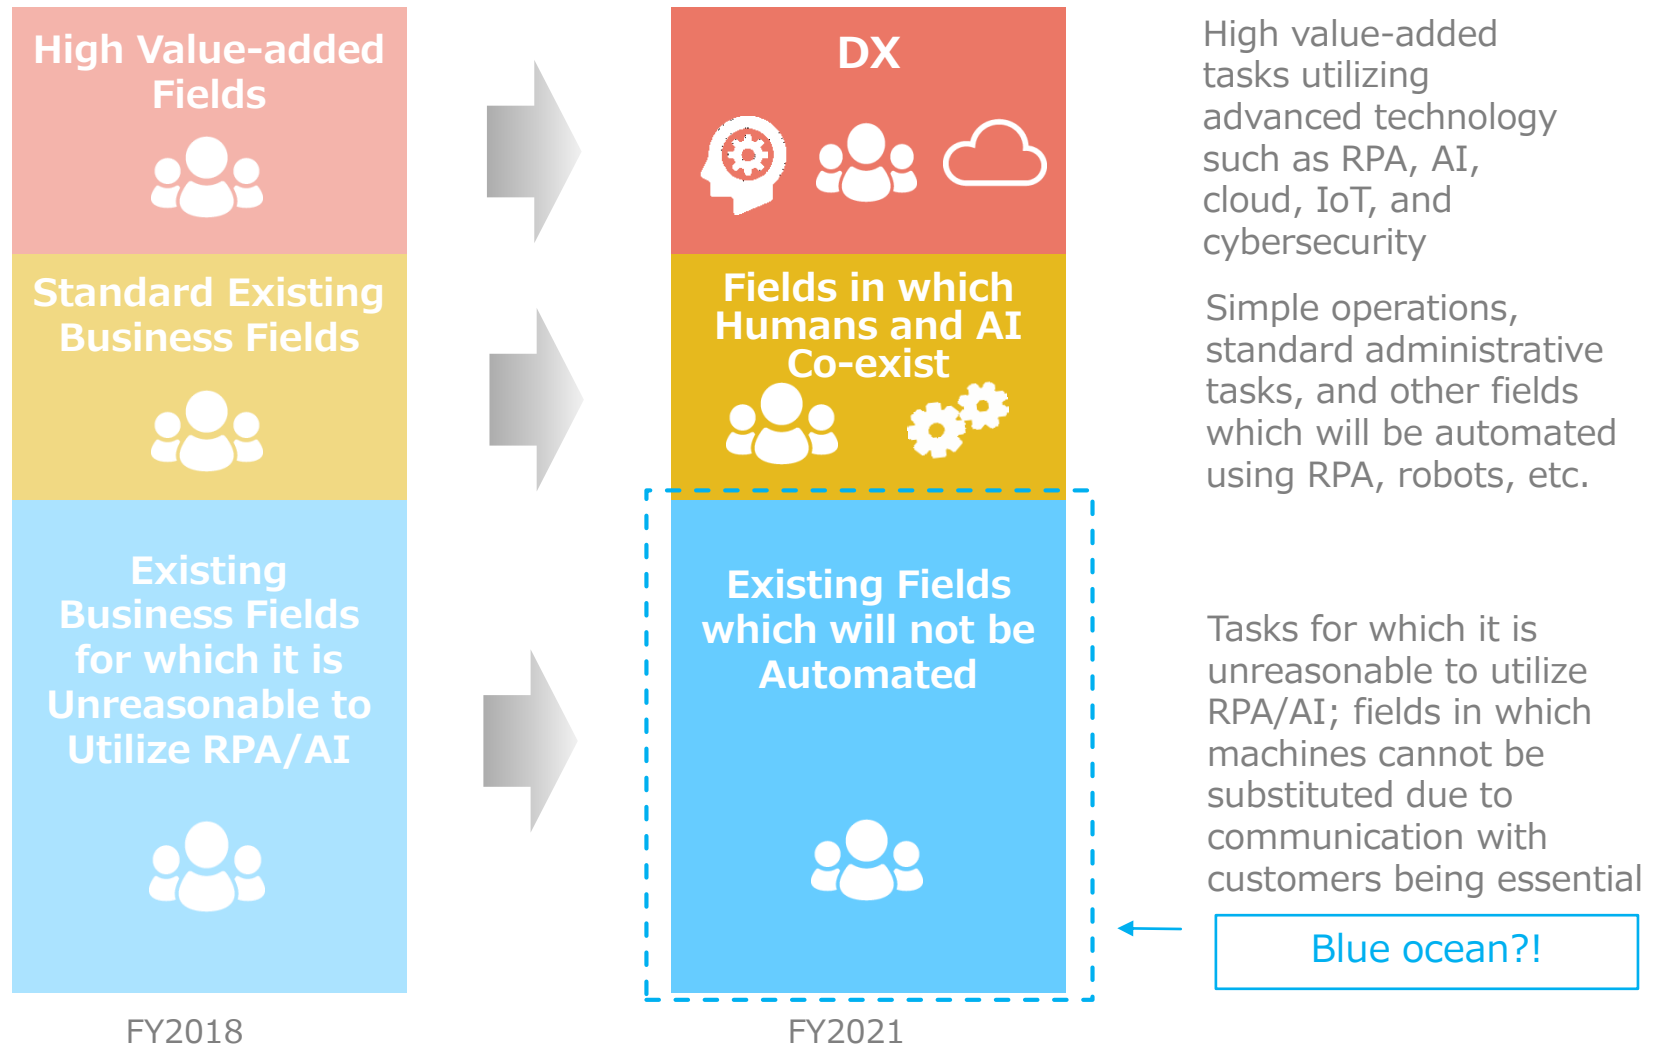 High Value-added
Fields
DX
High value-added
tasks utilizing
advanced technology
such as RPA, AI,
cloud, IoT, and
cybersecurity
Standard Existing
Business Fields
Fields in which
Humans and AI
Co-exist
Simple operations,
standard administrative
tasks, and other fields
which will be automated
using RPA, robots, etc.
Existing
Business Fields
for which it is
Unreasonable to
Utilize RPA/AI
Existing Fields
which will not be
Automated
Tasks for which it is
unreasonable to utilize
RPA/AI; fields in which
machines cannot be
substituted due to
communication with
customers being essential
Blue ocean?!
FY2018
FY2021